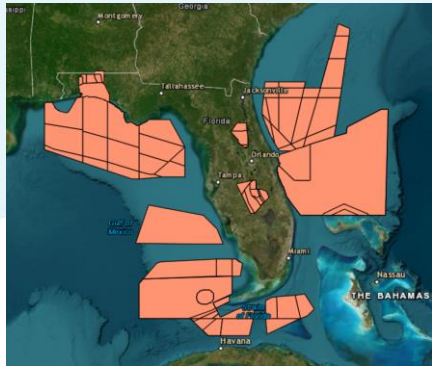 Georgia
Montgomery
Tallahassee
Jacksonville
Florida
Orlando
Tampa
Gulf of
Mexico
Miami
Nassau
THE BAHAMAS
Havana